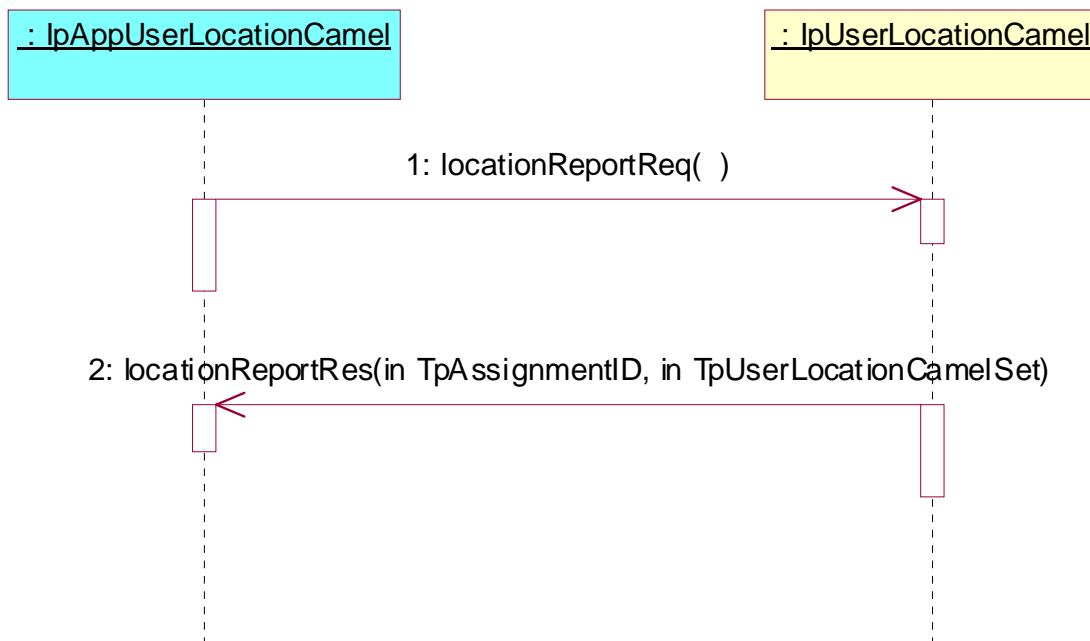 : IpAppUserLocationCamel
: IpUserLocationCamel
1: locationReportReq( )
2: locationReportRes(in TpAssignmentID, in TpUserLocationCamelSet)